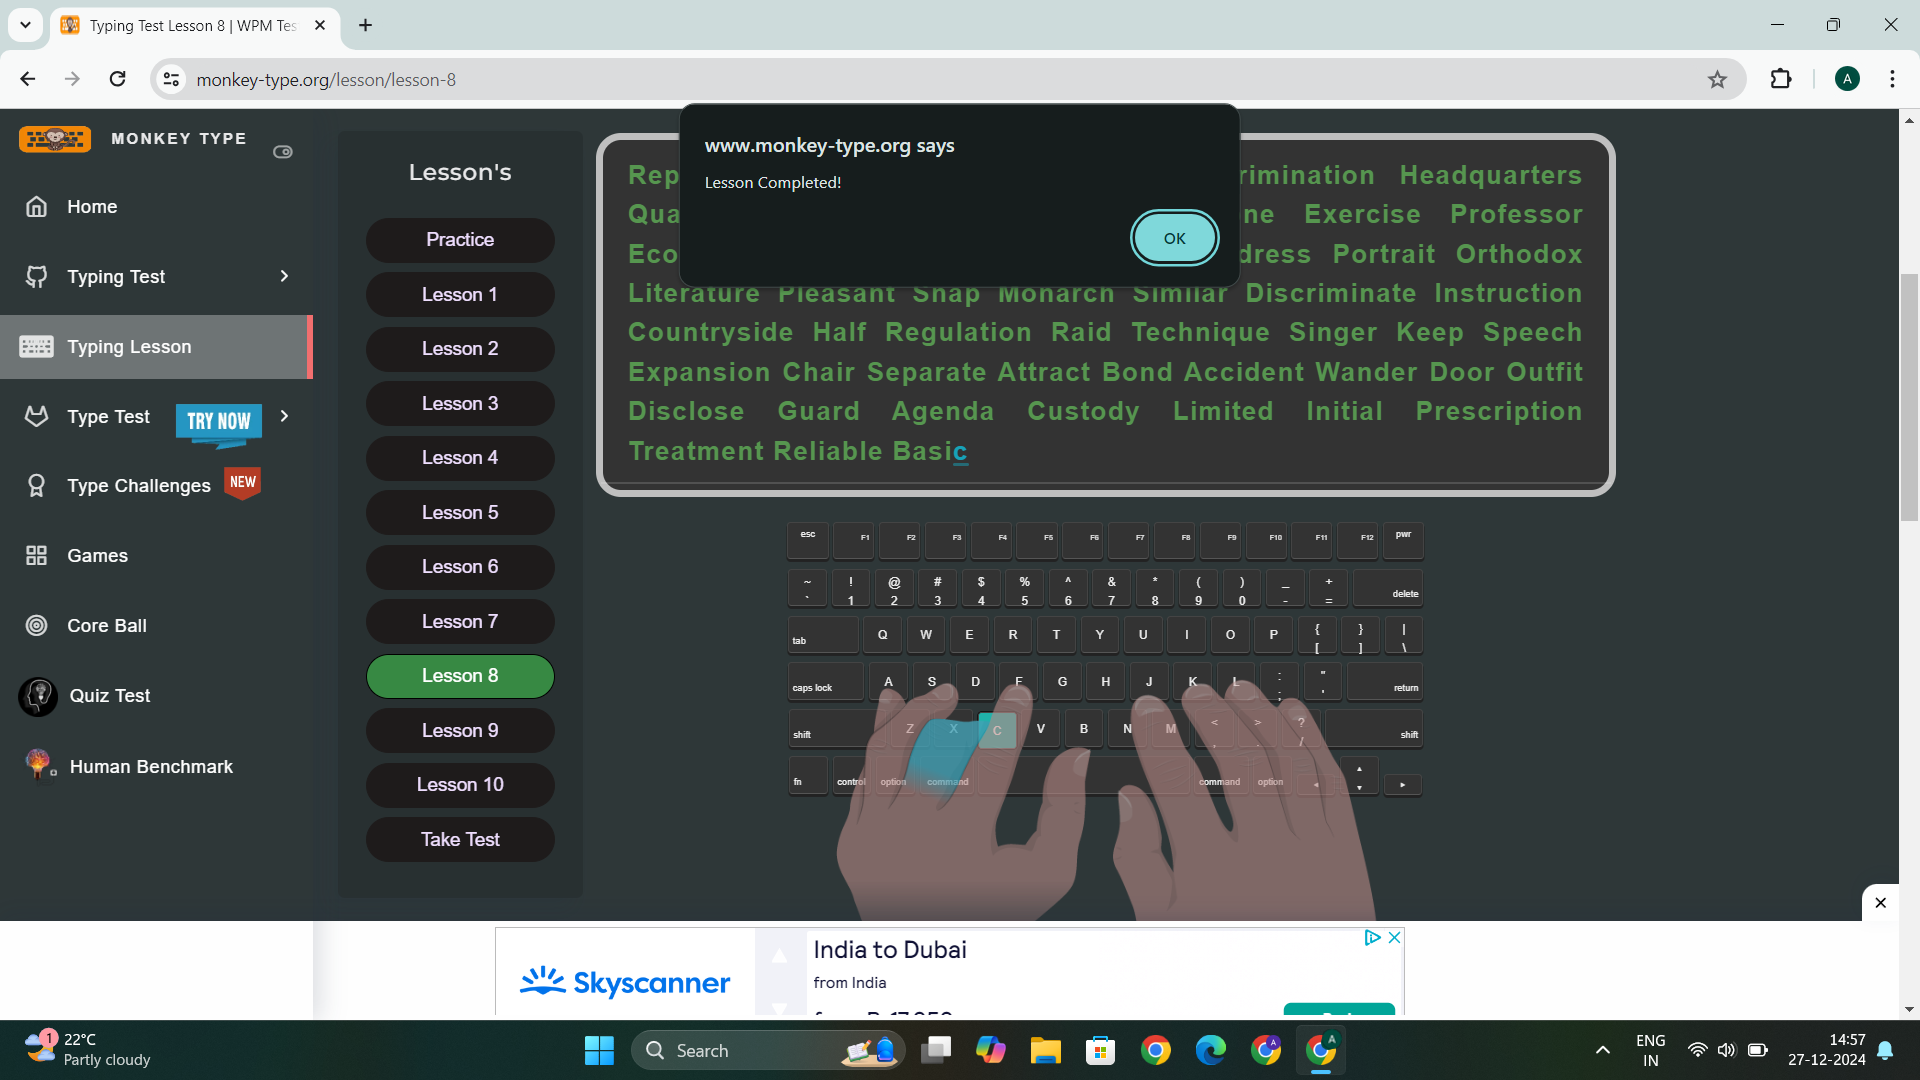 Typing Test Lesson 8 | WPM Tes
monkey-type.org/lesson/lesson-8
A
MONKEY TYPE
Home
Typing Test
Typing Lesson
Type Test
TRY NOW
Type Challenges
NEW
Games
Core Ball
Quiz Test
Human Benchmark
Lesson's
Practice
Lesson 1
Lesson 2
Lesson 3
Lesson 4
Lesson 5
Lesson 6
Lesson 7
Lesson 8
Lesson 9
Lesson 10
Take Test
www.monkey-type.org says
Lesson Completed!
OK
Rep rimination Headquarters
Qua ne Exercise Professor
Eco dress Portrait Orthodox
Literature Pleasant Snap Monarch Similar Discriminate Instruction
Countryside Half Regulation Raid Technique Singer Keep Speech
Expansion Chair Separate Attract Bond Accident Wander Door Outfit
Disclose Guard Agenda Custody Limited Initial Prescription
Treatment Reliable Basic
esc F1 F2 F3 F4 F5 F6 F7 F8 F9 F10 F11 F12 pwr
~ ! @ # $ % ^ & * ( ) _ +
` 1 2 3 4 5 6 7 8 9 0 - = delete
tab Q W E R T Y U I O P { } |
[ ] \
caps lock A S D F G H J K L : " return
; '
shift Z X C V B N M < > ? shift
, . /
fn control option command command option
Skyscanner
India to Dubai
from India
1
22°C
Partly cloudy
Search
A
A
ENG
IN
14:57
27-12-2024